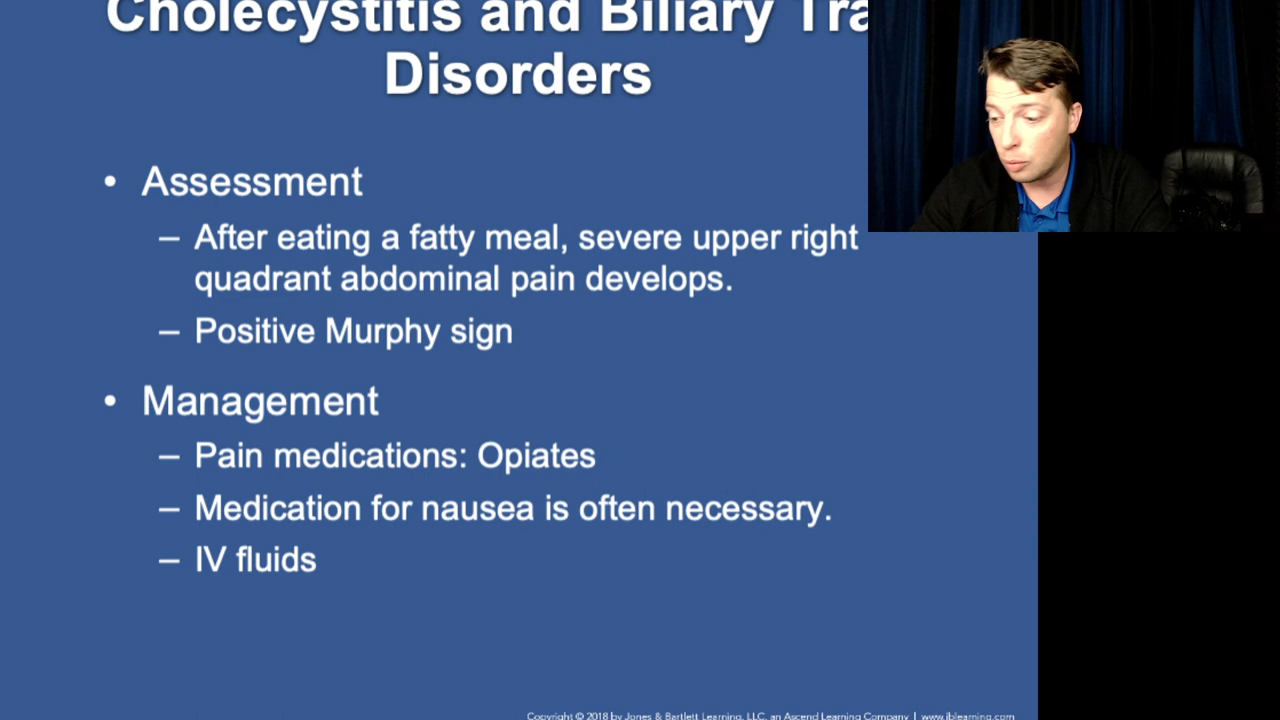 Cholecystitis and Biliary Tra
Disorders
• Assessment
– After eating a fatty meal, severe upper right
quadrant abdominal pain develops.
– Positive Murphy sign
• Management
– Pain medications: Opiates
– Medication for nausea is often necessary.
– IV fluids
Copyright © 2018 by Jones & Bartlett Learning, LLC, an Ascend Learning Company | www.jblearning.com